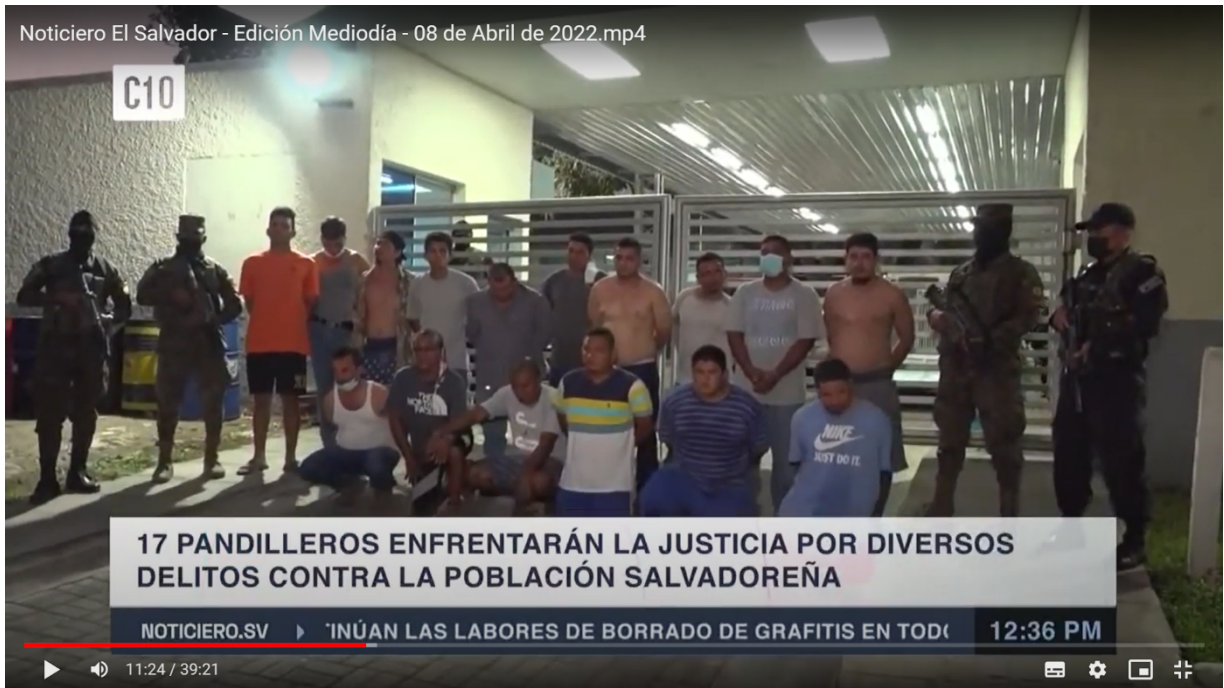 Noticiero El Salvador - Edición Mediodía - 08 de Abril de 2022.mp4
C10
THE
NORTH
FACE
NIKE
JUST DO IT.
17 PANDILLEROS ENFRENTARÁN LA JUSTICIA POR DIVERSOS
DELITOS CONTRA LA POBLACIÓN SALVADOREÑA
NOTICIERO.SV TINÚAN LAS LABORES DE BORRADO DE GRAFITIS EN TOD 12:36 PM
11:24 / 39:21